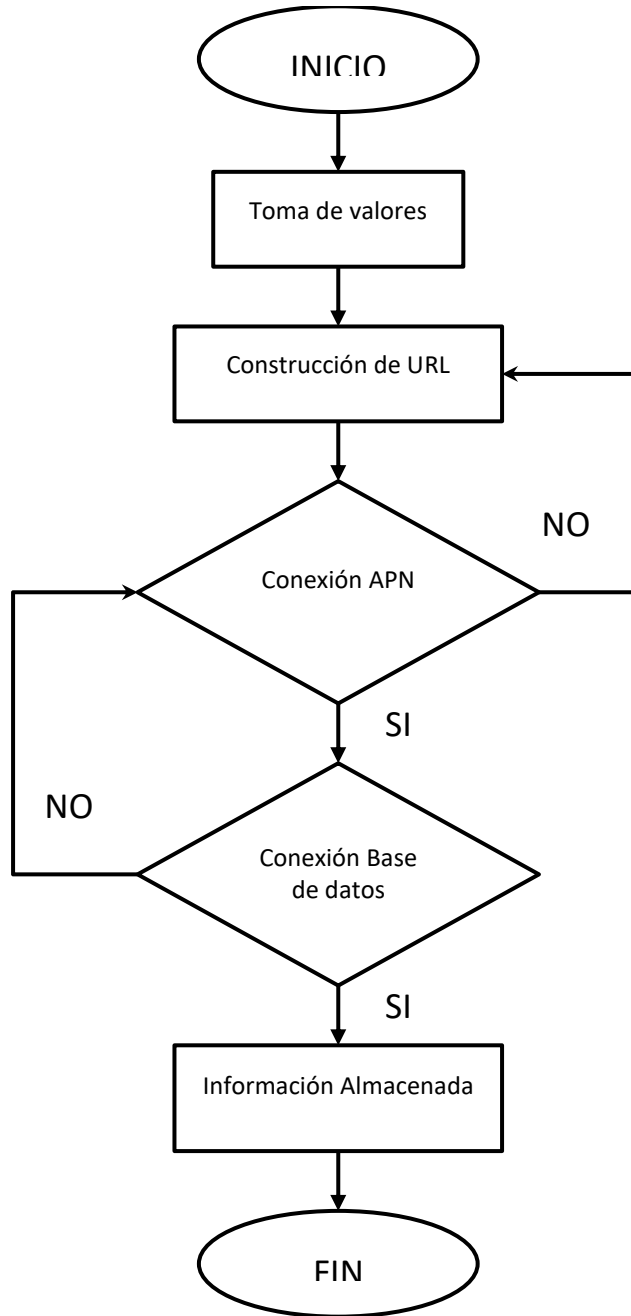 INICIO
Toma de valores
Construcción de URL
NO
Conexión APN
SI
NO
Conexión Base
de datos
SI
Información Almacenada
FIN